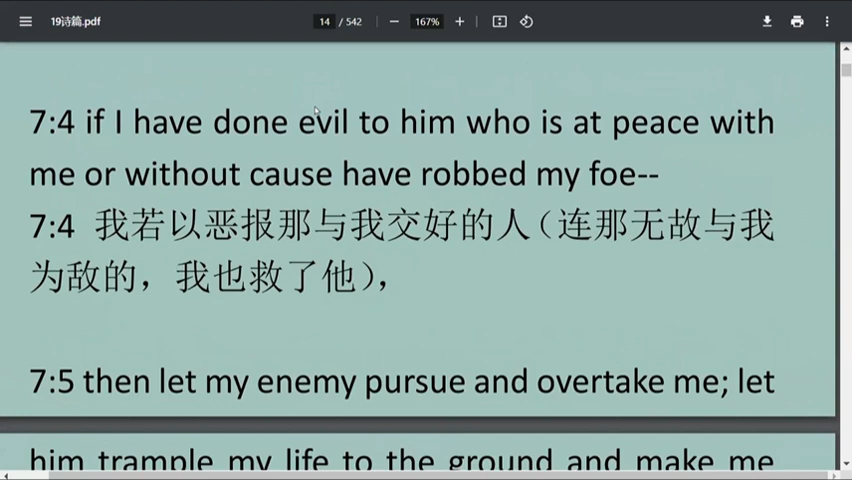 19诗篇.pdf
14 / 542
167%
7:4 if I have done evil to him who is at peace with
me or without cause have robbed my foe--
7:4 我若以恶报那与我交好的人（连那无故与我
为敌的，我也救了他），
7:5 then let my enemy pursue and overtake me; let
him trample my life to the ground and make me